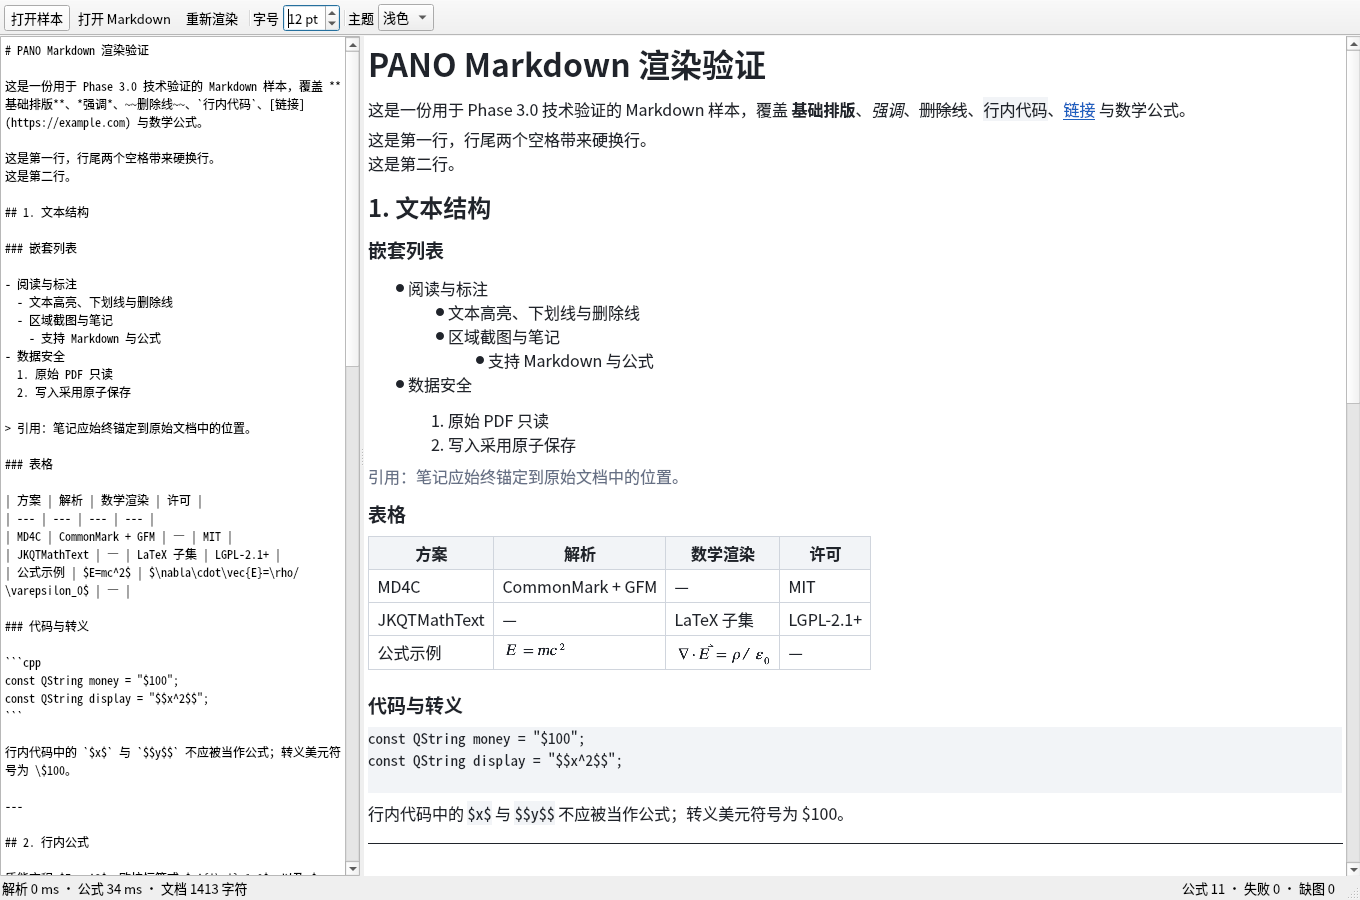 打开样本 打开 Markdown 重新渲染 字号 12 pt 主题 浅色
# PANO Markdown 渲染验证
这是一份用于 Phase 3.0 技术验证的 Markdown 样本，覆盖 **
基础排版**、*强调*、~~删除线~~、`行内代码`、[链接]
(https://example.com) 与数学公式。
这是第一行，行尾两个空格带来硬换行。
这是第二行。
## 1. 文本结构
### 嵌套列表
- 阅读与标注
  - 文本高亮、下划线与删除线
  - 区域截图与笔记
    - 支持 Markdown 与公式
- 数据安全
  1. 原始 PDF 只读
  2. 写入采用原子保存
> 引用：笔记应始终锚定到原始文档中的位置。
### 表格
| 方案 | 解析 | 数学渲染 | 许可 |
| --- | --- | --- | --- |
| MD4C | CommonMark + GFM | — | MIT |
| JKQTMathText | — | LaTeX 子集 | LGPL-2.1+ |
| 公式示例 | $E=mc^2$ | $\nabla\cdot\vec{E}=\rho/
\varepsilon_0$ | — |
### 代码与转义
```cpp
const QString money = "$100";
const QString display = "$$x^2$$";
```
行内代码中的 `$x$` 与 `$$y$$` 不应被当作公式；转义美元符
号为 \$100。
---
## 2. 行内公式
PANO Markdown 渲染验证
这是一份用于 Phase 3.0 技术验证的 Markdown 样本，覆盖 基础排版、强调、删除线、行内代码、链接 与数学公式。
这是第一行，行尾两个空格带来硬换行。
这是第二行。
1. 文本结构
嵌套列表
● 阅读与标注
● 文本高亮、下划线与删除线
● 区域截图与笔记
● 支持 Markdown 与公式
● 数据安全
1. 原始 PDF 只读
2. 写入采用原子保存
引用：笔记应始终锚定到原始文档中的位置。
表格
方案 解析 数学渲染 许可
MD4C CommonMark + GFM — MIT
JKQTMathText — LaTeX 子集 LGPL-2.1+
公式示例 E = mc² ∇·E⃗ = ρ/ε₀ —
代码与转义
const QString money = "$100";
const QString display = "$$x^2$$";
行内代码中的 $x$ 与 $$y$$ 不应被当作公式；转义美元符号为 $100。
解析 0 ms · 公式 34 ms · 文档 1413 字符
公式 11 · 失败 0 · 缺图 0